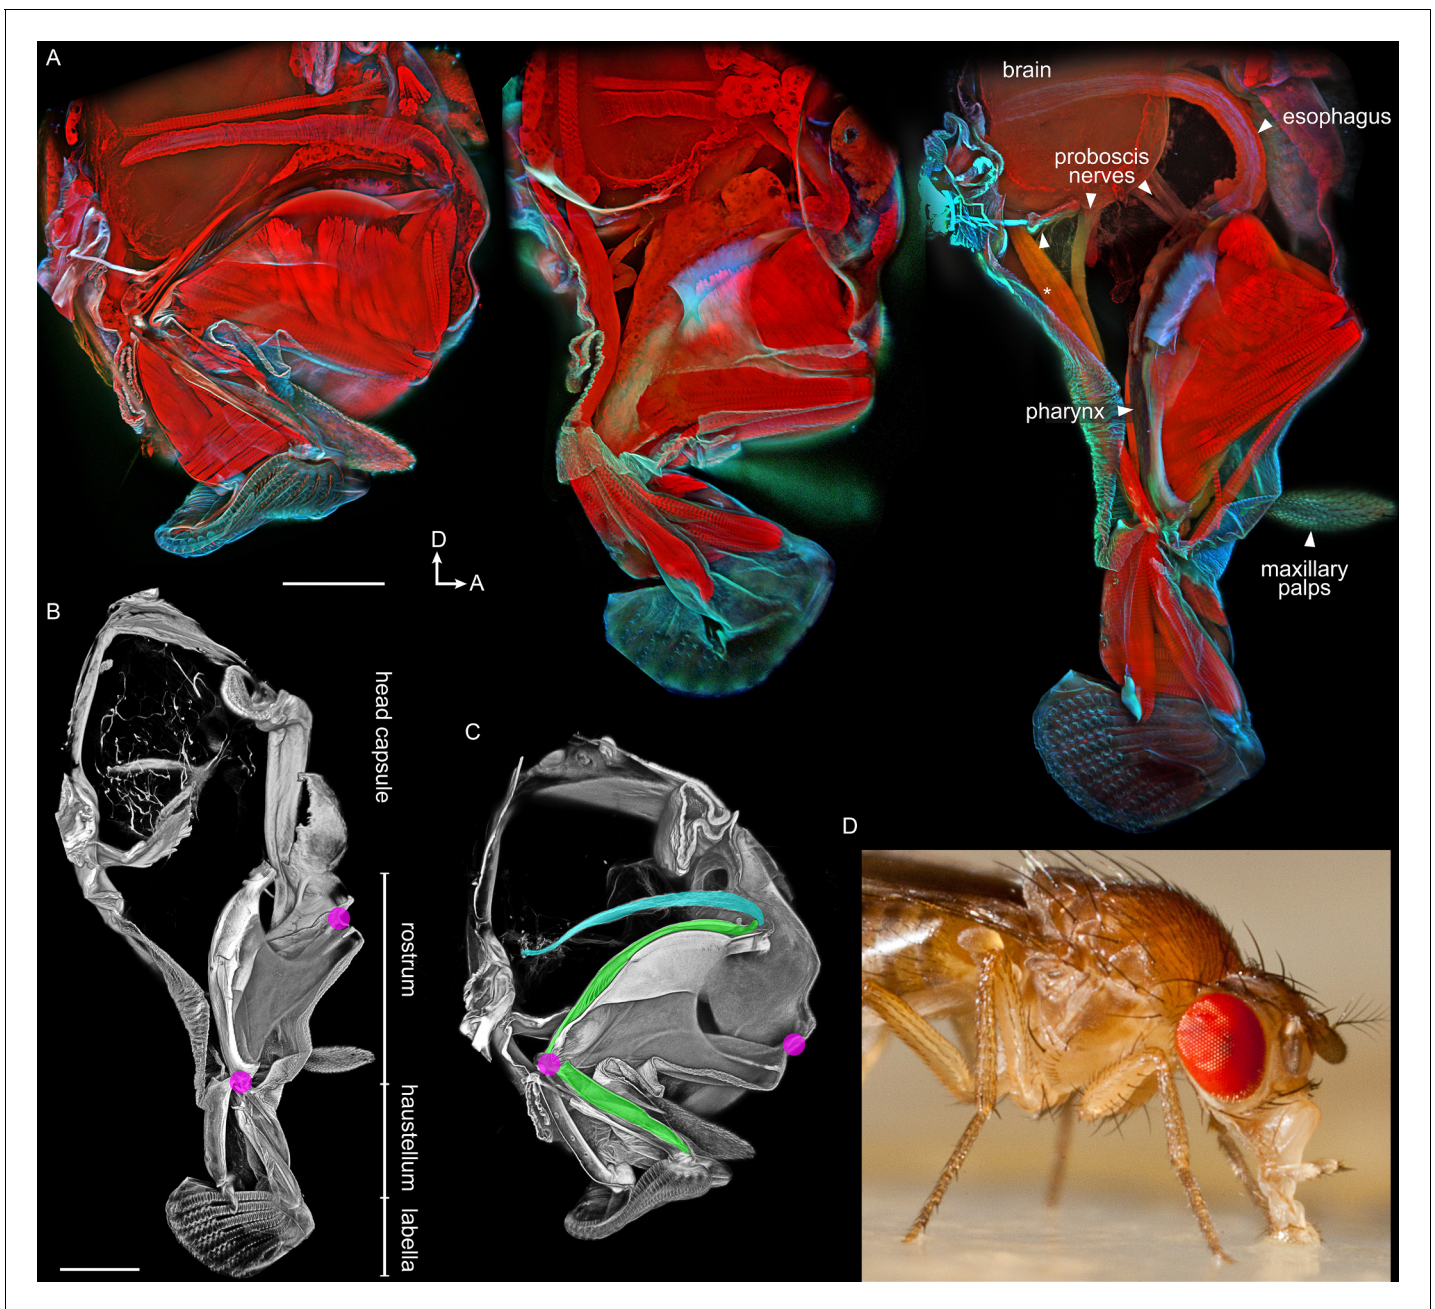 A
brain
esophagus
proboscis
nerves
*
pharynx
maxillary
palps
D
A
B
head capsule
rostrum
haustellum
labella
C
D